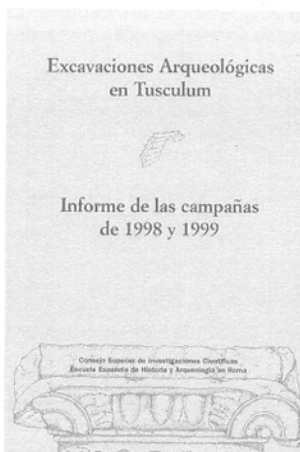 Excavaciones Arqueológicas
en Tusculum
Informe de las campañas
de 1998 y 1999
Consejo Superior de Investigaciones Científicas
Escuela Española de Historia y Arqueología en Roma